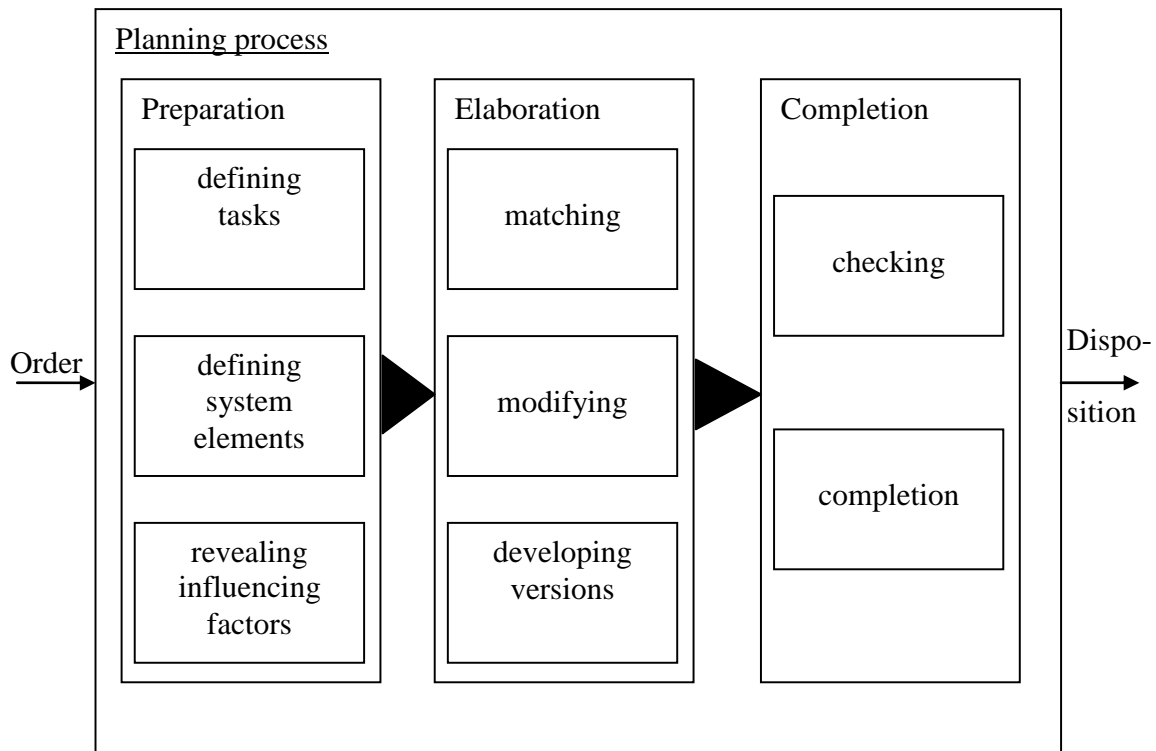 Planning process
Preparation
defining
tasks
defining
system
elements
revealing
influencing
factors
Elaboration
matching
modifying
developing
versions
Completion
checking
completion
Order
Dispo-
sition